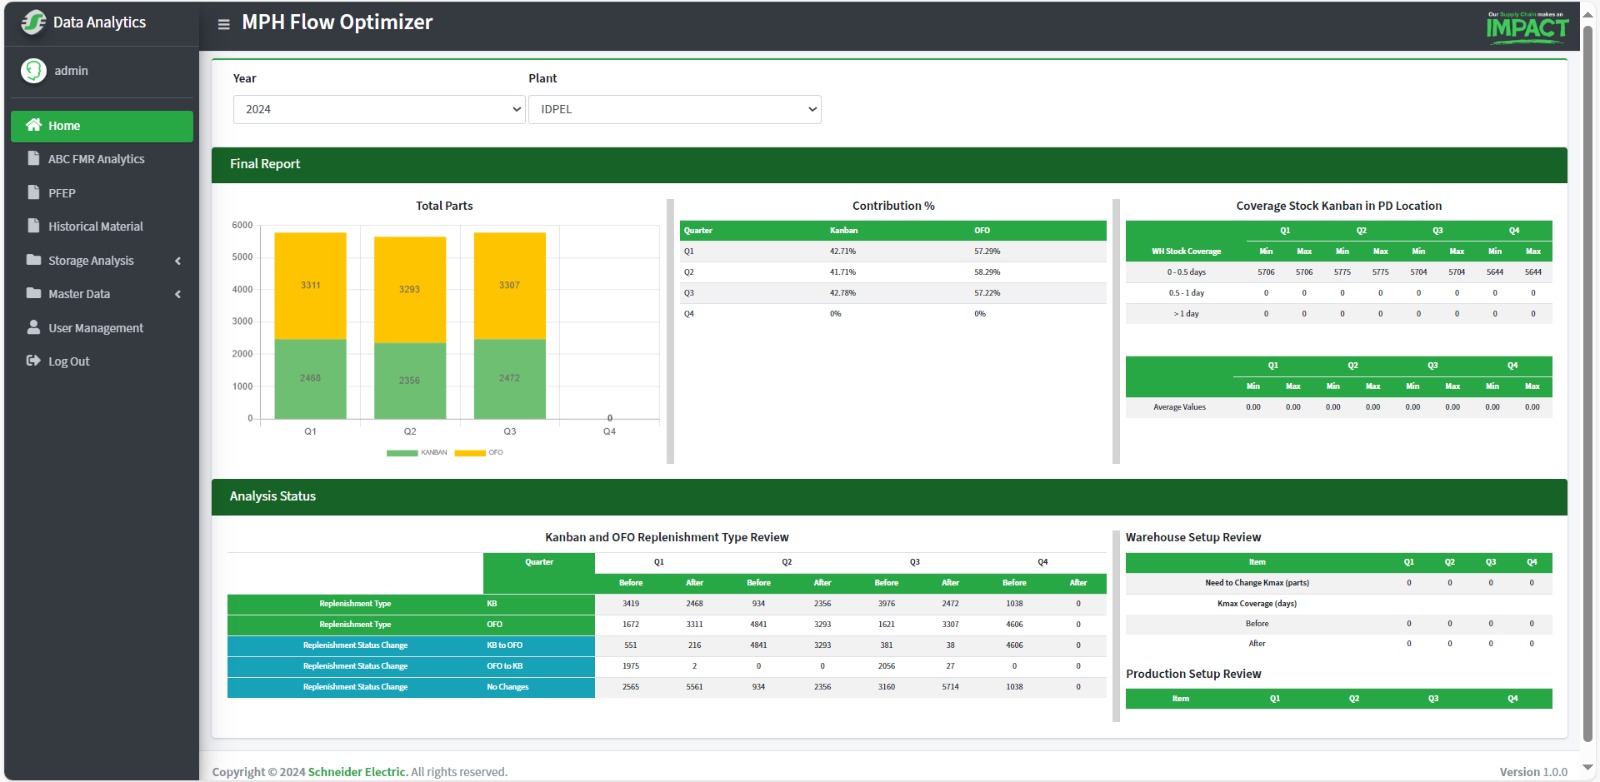 Data Analytics
MPH Flow Optimizer
Our Supply Chain makes an
IMPACT
admin
Home
ABC FMR Analytics
PFEP
Historical Material
Storage Analysis
Master Data
User Management
Log Out
Year Plant
2024 IDPEL
Final Report
Total Parts
6000
5000
4000
3000
2000
1000
0
3311 3293 3307
2468 2356 2472 0
Q1 Q2 Q3 Q4
KANBAN OFO
Contribution %
Quarter Kanban OFO
Q1 42.71% 57.29%
Q2 41.71% 58.29%
Q3 42.78% 57.22%
Q4 0% 0%
Coverage Stock Kanban in PD Location
Q1 Q2 Q3 Q4
WH Stock Coverage Min Max Min Max Min Max Min Max
0 - 0.5 days 5706 5706 5775 5775 5704 5704 5644 5644
0.5 - 1 day 0 0 0 0 0 0 0 0
> 1 day 0 0 0 0 0 0 0 0
Q1 Q2 Q3 Q4
Min Max Min Max Min Max Min Max
Average Values 0.00 0.00 0.00 0.00 0.00 0.00 0.00 0.00
Analysis Status
Kanban and OFO Replenishment Type Review
Quarter Q1 Q2 Q3 Q4
Before After Before After Before After Before After
Replenishment Type KB 3419 2468 934 2356 3976 2472 1038 0
Replenishment Type OFO 1672 3311 4841 3293 1621 3307 4606 0
Replenishment Status Change KB to OFO 551 216 4841 3293 381 38 4606 0
Replenishment Status Change OFO to KB 1975 2 0 0 2056 27 0 0
Replenishment Status Change No Changes 2565 5561 934 2356 3160 5714 1038 0
Warehouse Setup Review
Item Q1 Q2 Q3 Q4
Need to Change Kmax (parts) 0 0 0 0
Kmax Coverage (days)
Before 0 0 0 0
After 0 0 0 0
Production Setup Review
Item Q1 Q2 Q3 Q4
Copyright © 2024 Schneider Electric. All rights reserved.
Version 1.0.0